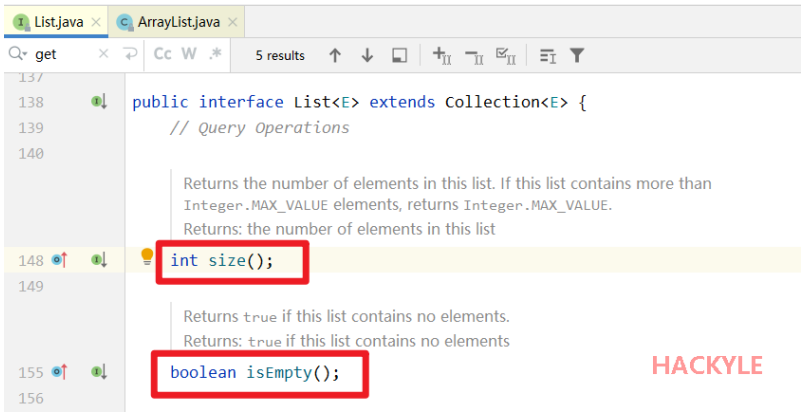 List.java ArrayList.java
get Cc W .* 5 results
137
138 public interface List<E> extends Collection<E> {
139 // Query Operations
140
Returns the number of elements in this list. If this list contains more than
Integer.MAX_VALUE elements, returns Integer.MAX_VALUE.
Returns: the number of elements in this list
148 int size();
149
Returns true if this list contains no elements.
Returns: true if this list contains no elements
155 boolean isEmpty();
156
HACKYLE